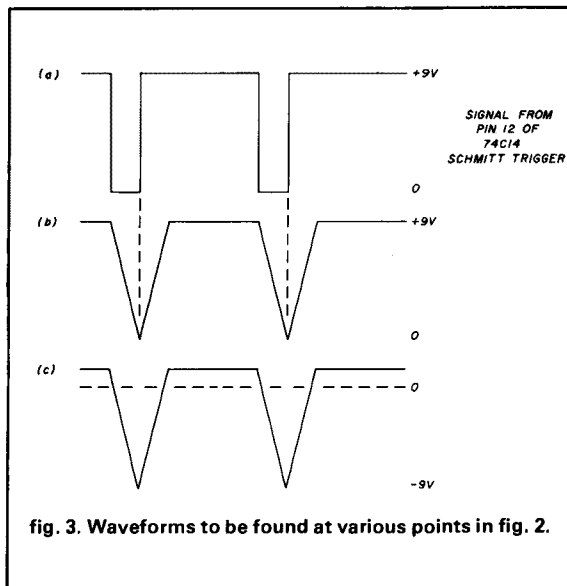 (a)
+9V
SIGNAL FROM
PIN 12 OF
74C14
SCHMITT TRIGGER
0
(b)
+9V
0
(c)
0
-9V
fig. 3. Waveforms to be found at various points in fig. 2.